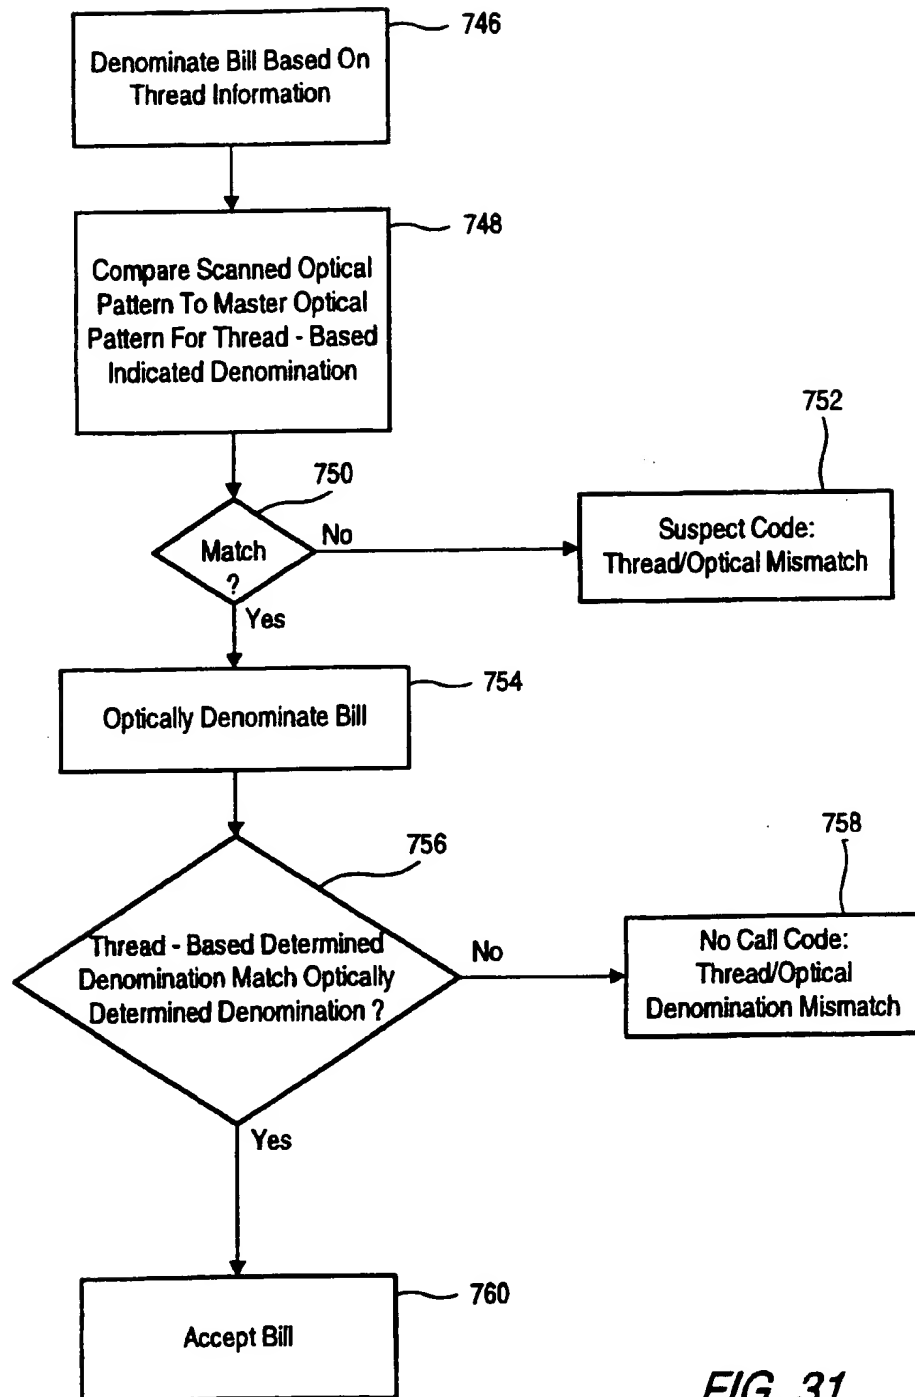 746
Denominate Bill Based On
Thread Information
748
Compare Scanned Optical
Pattern To Master Optical
Pattern For Thread - Based
Indicated Denomination
752
750
Match
?
No
Suspect Code:
Thread/Optical Mismatch
Yes
754
Optically Denominate Bill
758
756
Thread - Based Determined
Denomination Match Optically
Determined Denomination ?
No
No Call Code:
Thread/Optical
Denomination Mismatch
Yes
760
Accept Bill
FIG. 31